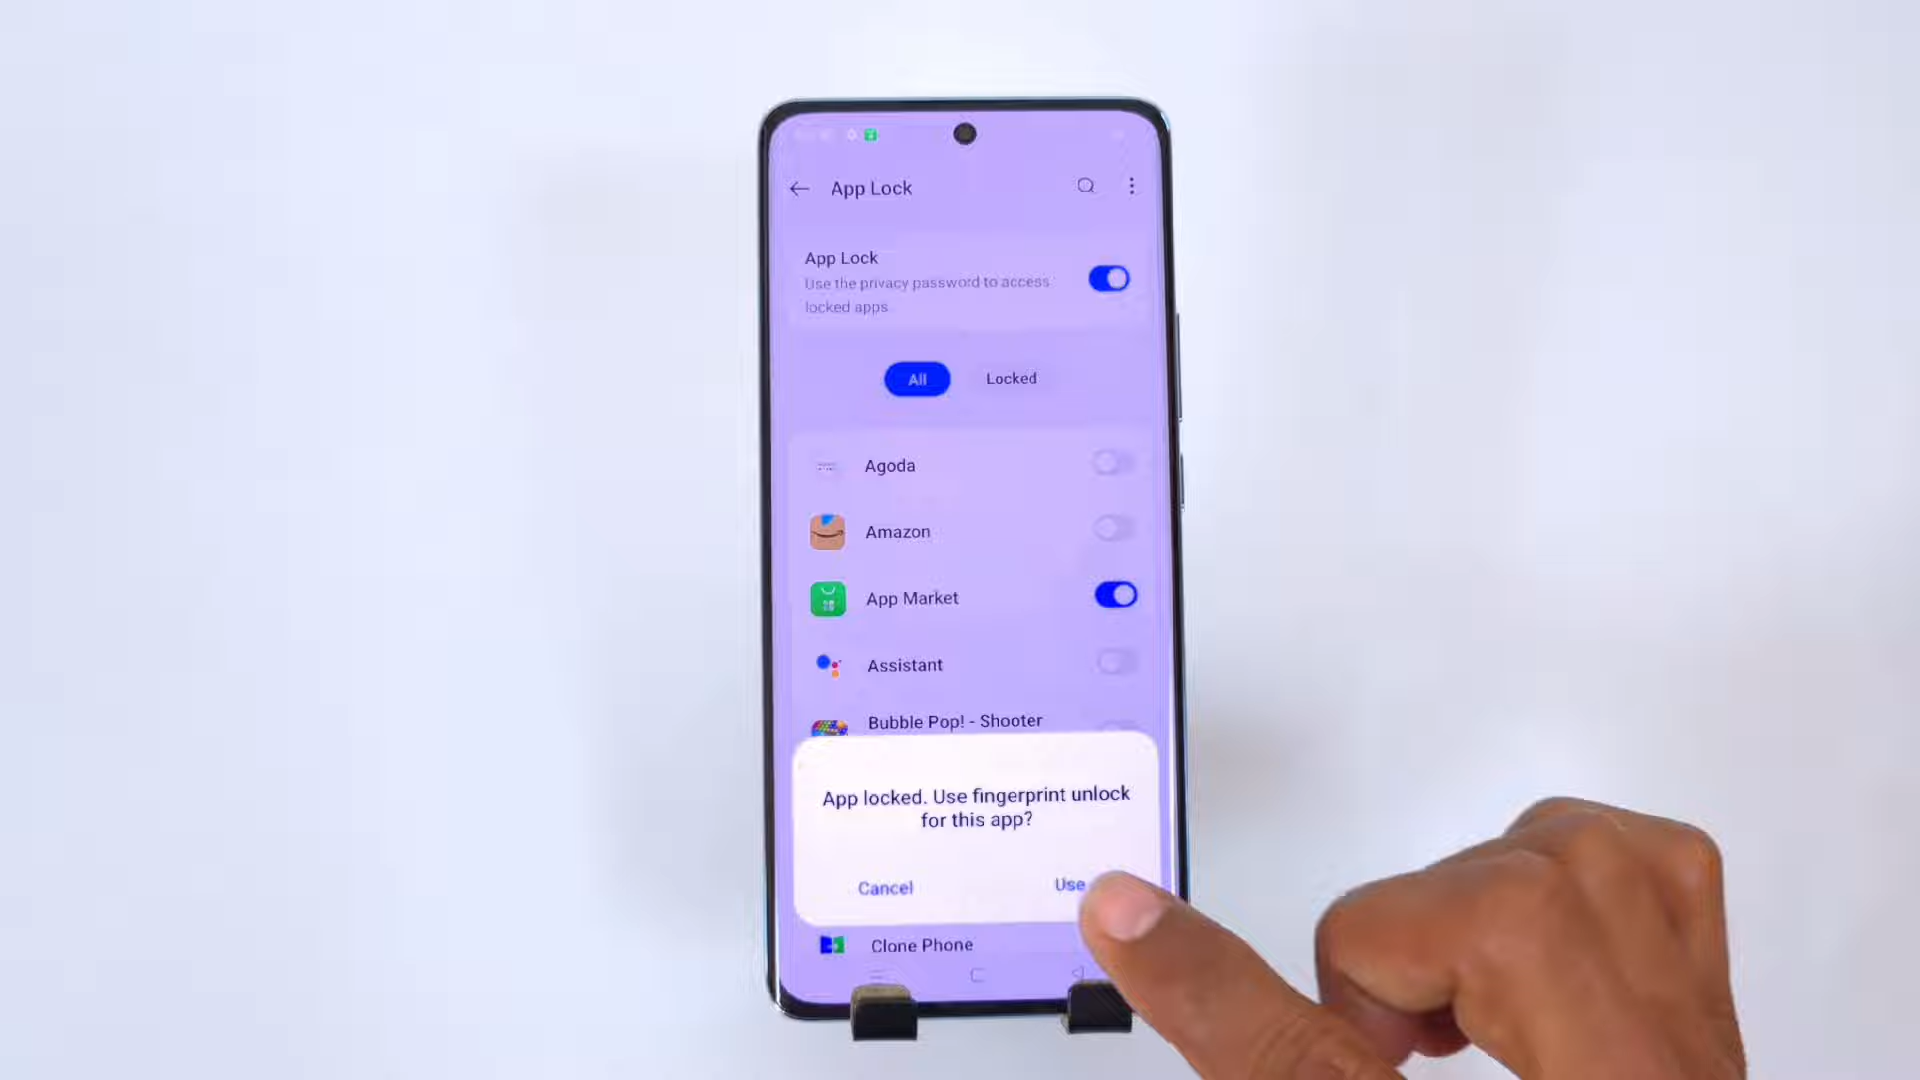 App Lock
App Lock
Use the privacy password to access
locked apps
All
Locked
Agoda
Amazon
App Market
Assistant
Bubble Pop! - Shooter
App locked. Use fingerprint unlock
for this app?
Cancel
Use
Clone Phone